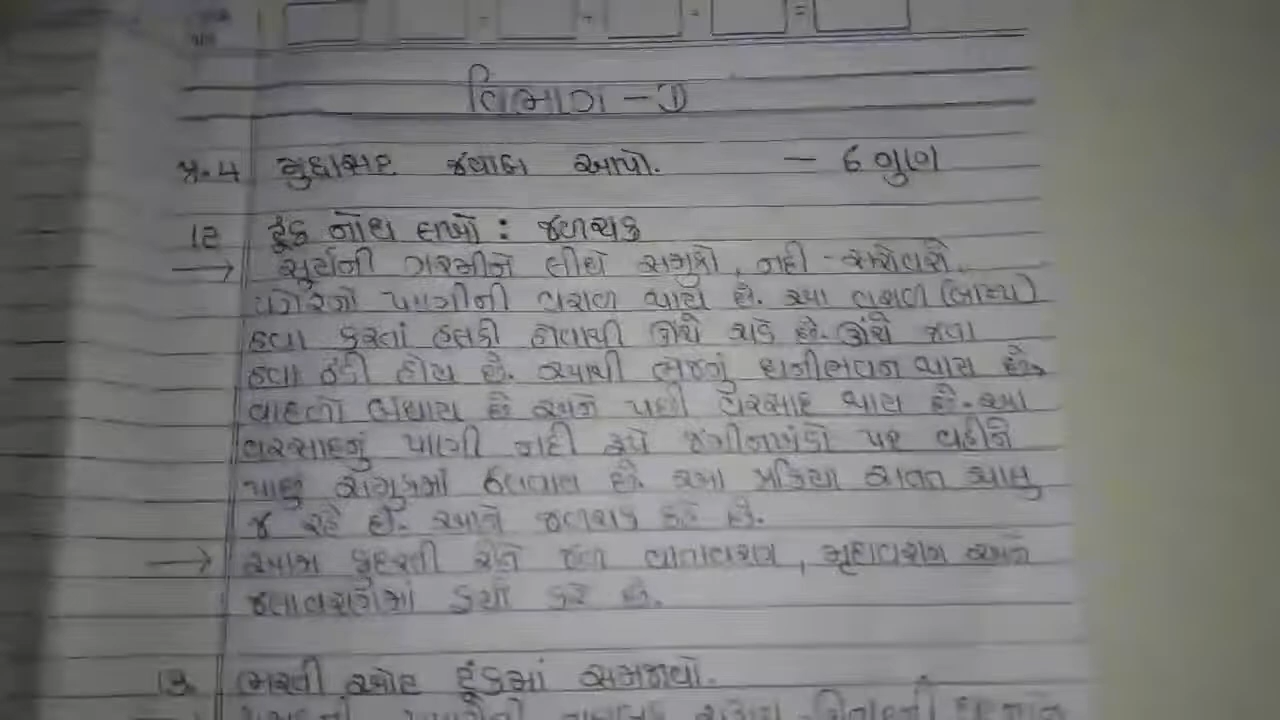 વિભાગ - D
પ્ર.4 મુદ્દાસર જવાબ આપો. - 6 ગુણ
12 ટૂંક નોંધ લખો : જળચક્ર
→ સૂર્યની ગરમીને લીધે સમુદ્રો, નદી - સરોવરો
વગેરેના પાણીની વરાળ થાય છે. આ વરાળ (બાષ્પ)
હવા કરતાં હલકી હોવાથી ઊંચે ચડે છે. ઊંચે જતા
હવા ઠંડી હોય છે. આથી ભેજનું ઘનીભવન થાય છે.
વાદળો બંધાય છે અને પછી વરસાદ થાય છે. આ
વરસાદનું પાણી નદી રૂપે જમીનખંડો પર વહીને
પાછુ સમુદ્રમાં ઠલવાય છે. આ પ્રક્રિયા સતત ચાલુ
જ રહે છે. આને જલચક્ર કહે છે.
→ આમ કુદરતી રીતે જળ વાતાવરણ, મૃદાવરણ અને
જલાવરણમાં ફર્યા કરે છે.
13. ભરતી ઓટ ટૂંકમાં સમજાવો.